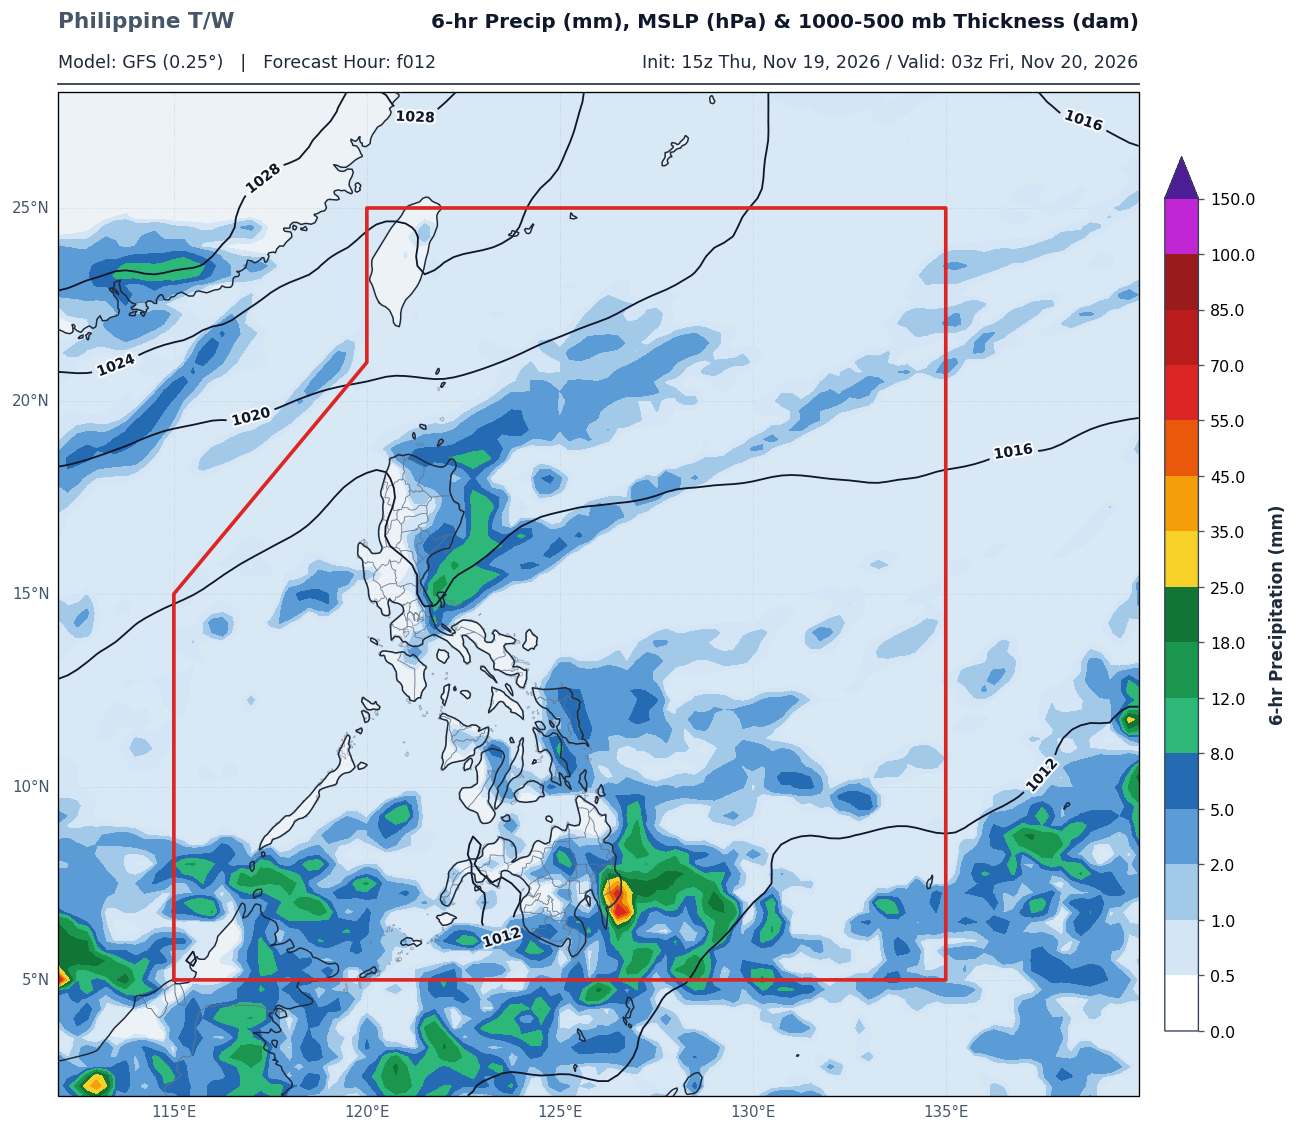 Philippine T/W
6-hr Precip (mm), MSLP (hPa) & 1000-500 mb Thickness (dam)
Model: GFS (0.25°) | Forecast Hour: f012
Init: 15z Thu, Nov 19, 2026 / Valid: 03z Fri, Nov 20, 2026
1028
1016
1028
1024
1020
1016
1012
1012
25°N
20°N
15°N
10°N
5°N
115°E
120°E
125°E
130°E
135°E
150.0
100.0
85.0
70.0
55.0
45.0
35.0
25.0
18.0
12.0
8.0
5.0
2.0
1.0
0.5
0.0
6-hr Precipitation (mm)